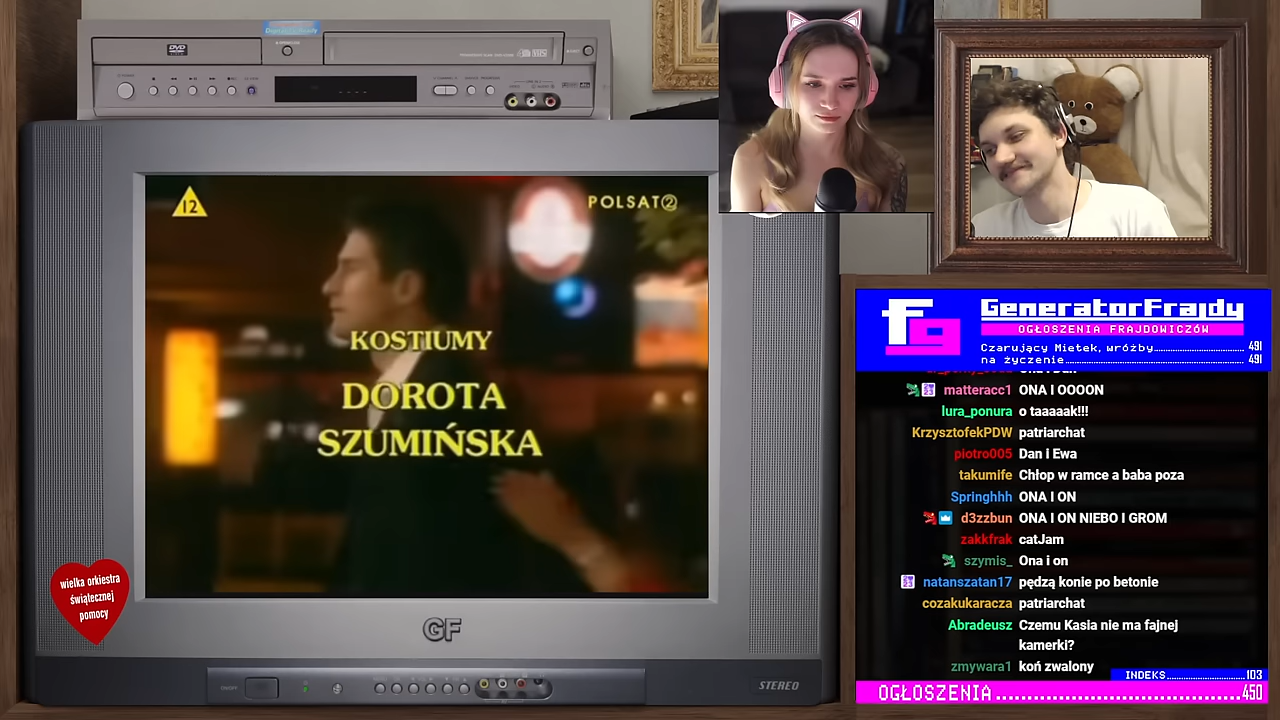 DVD
12
POLSAT2
KOSTIUMY
DOROTA
SZUMIŃSKA
wielka orkiestra
świątecznej
pomocy
GF
STEREO
fg
GeneratorFrajdy
OGŁOSZENIA FRAJDOWICZÓW
Czarujący Mietek, wróżby 491
na życzenie 491
matteracc1 ONA I OOOON
lura_ponura o taaaaak!!!
KrzysztofekPDW patriarchat
piotro005 Dan i Ewa
takumife Chłop w ramce a baba poza
Springhhh ONA I ON
d3zzbun ONA I ON NIEBO I GROM
zakkfrak catJam
szymis_ Ona i on
natanszatan17 pędzą konie po betonie
cozakukaracza patriarchat
Abradeusz Czemu Kasia nie ma fajnej
kamerki?
zmywara1 koń zwalony
INDEKS 103
OGŁOSZENIA 450